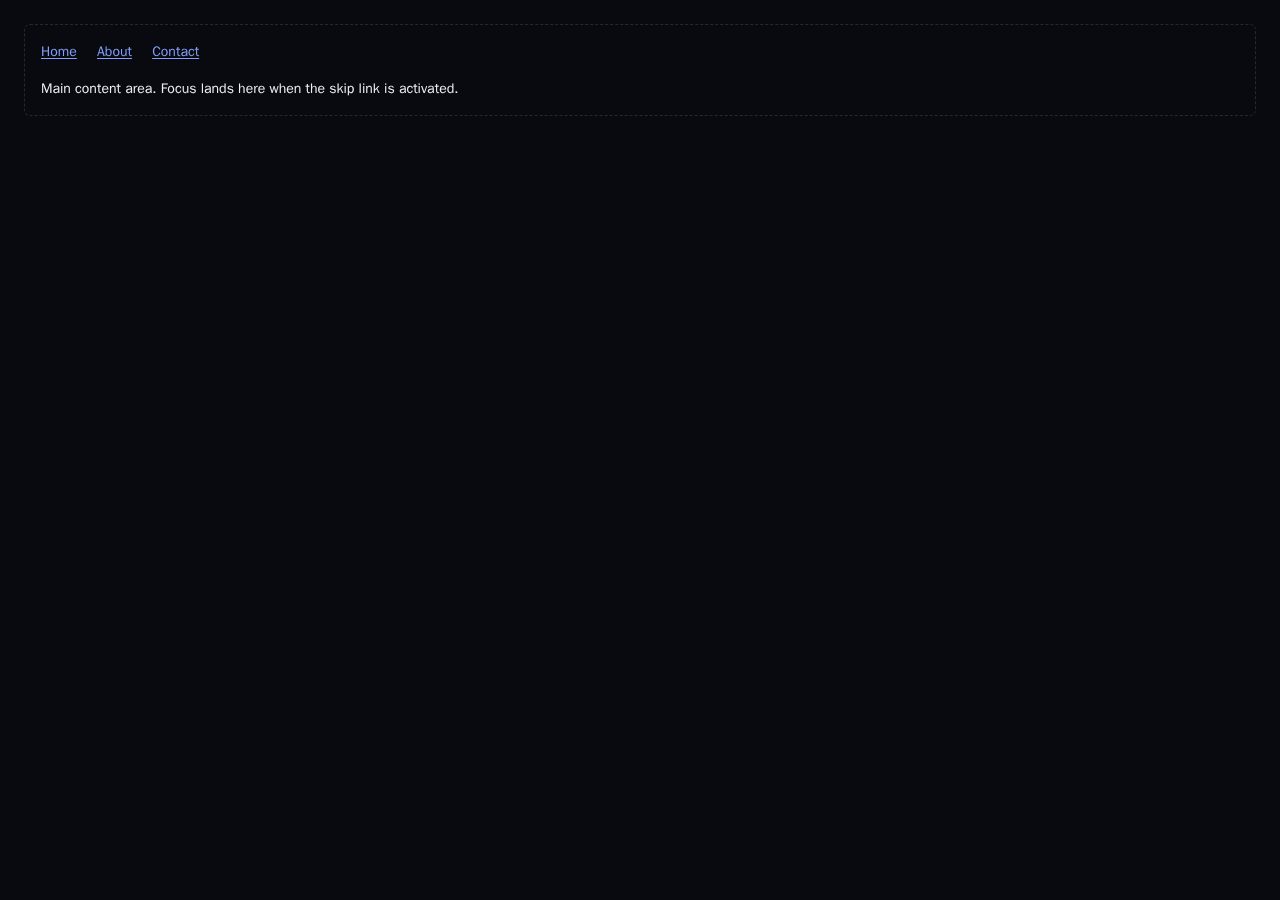 Home About Contact
Main content area. Focus lands here when the skip link is activated.